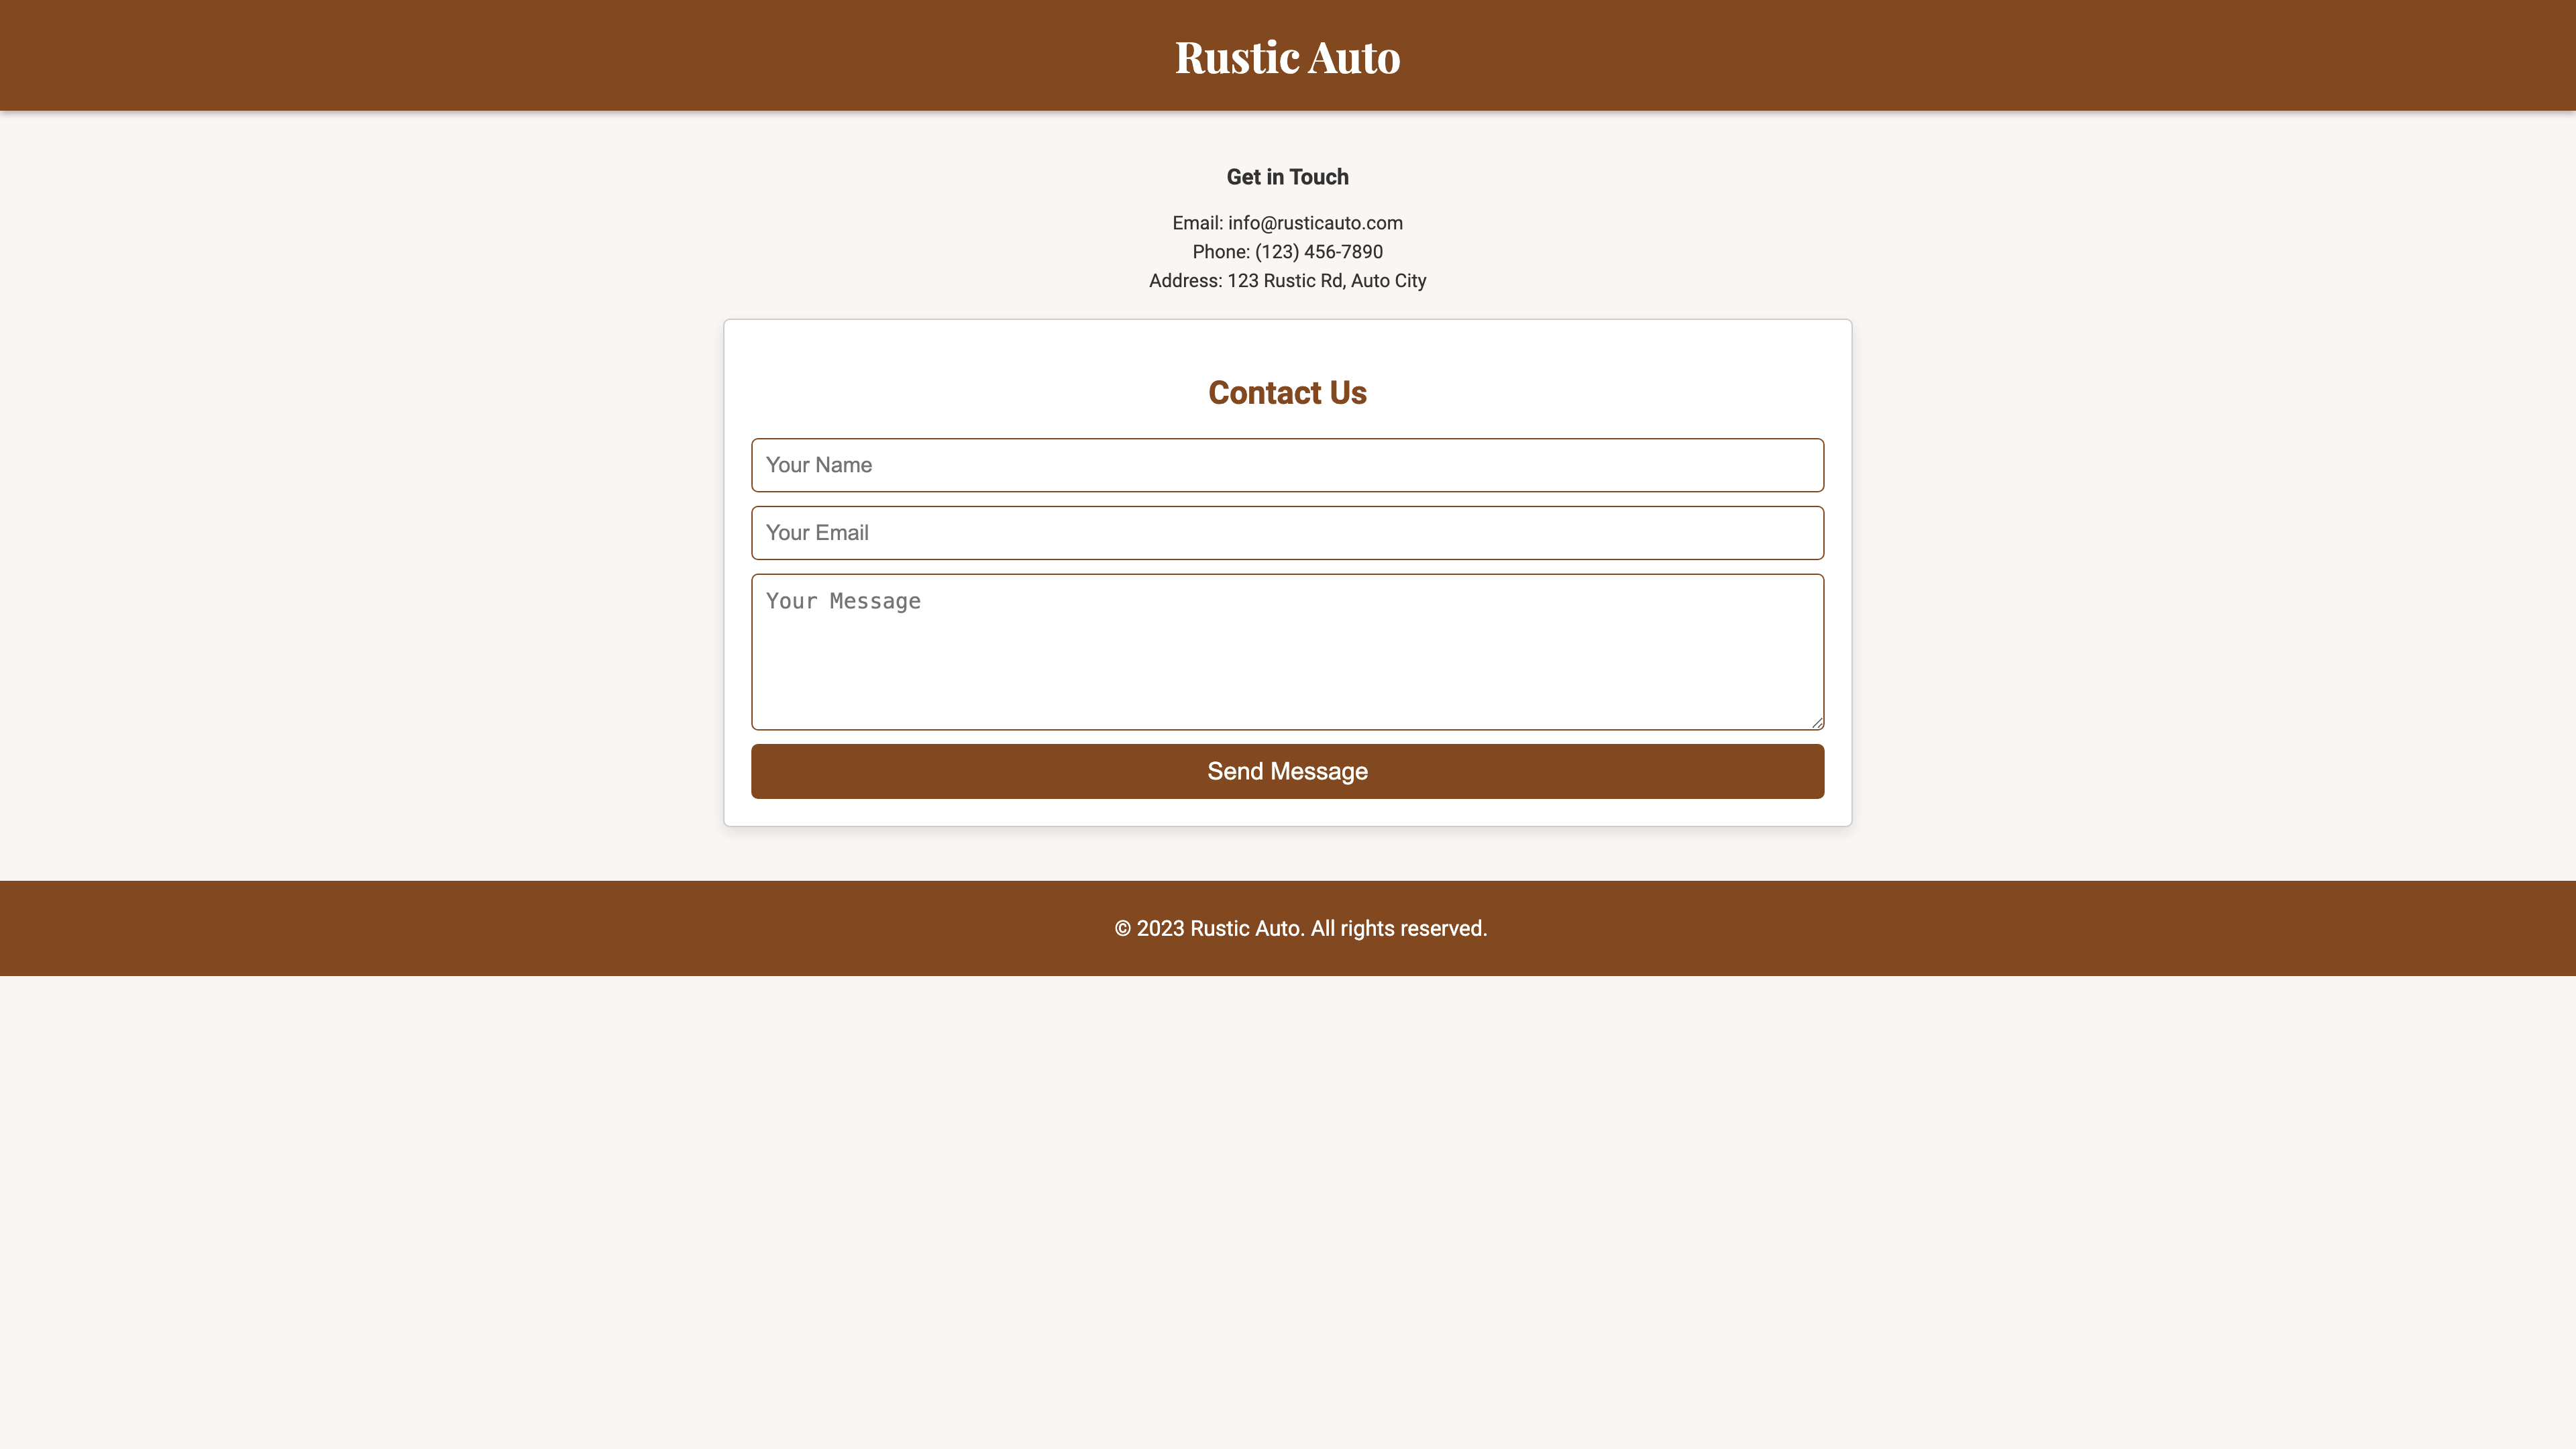 Rustic Auto
Get in Touch
Email: info@rusticauto.com
Phone: (123) 456-7890
Address: 123 Rustic Rd, Auto City
Contact Us
Your Name
Your Email
Your Message
Send Message
© 2023 Rustic Auto. All rights reserved.